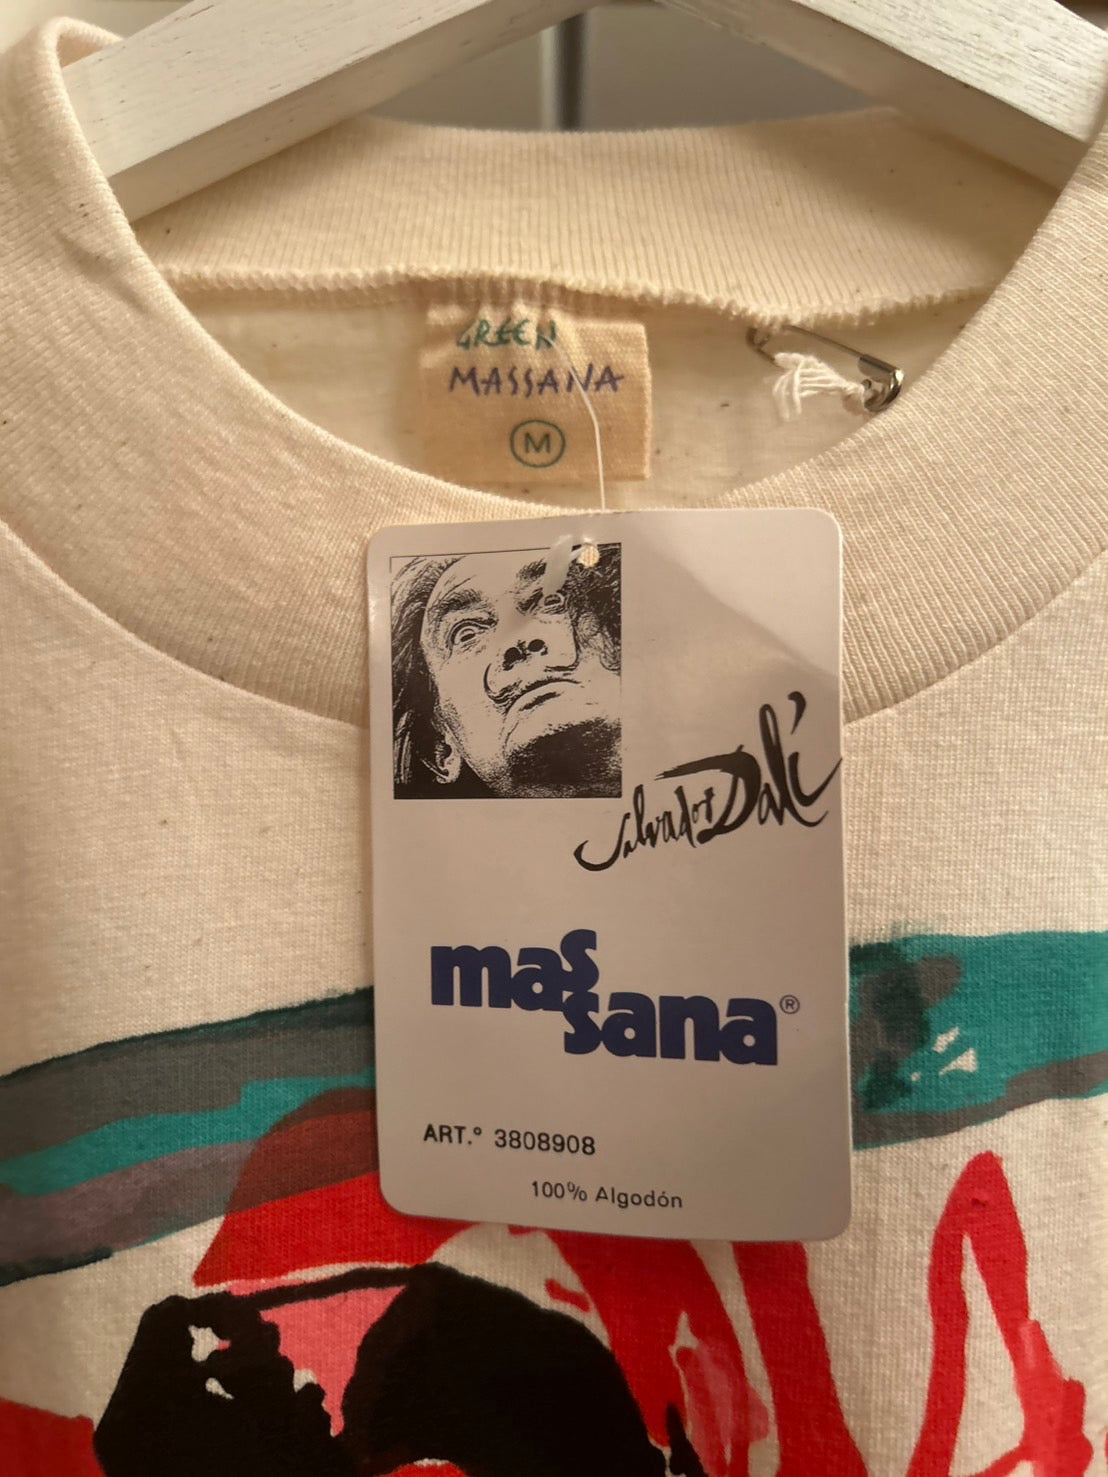 GREEN
MASSANA
M
Salvador Dalí
massana®
ART.° 3808908
100% Algodón